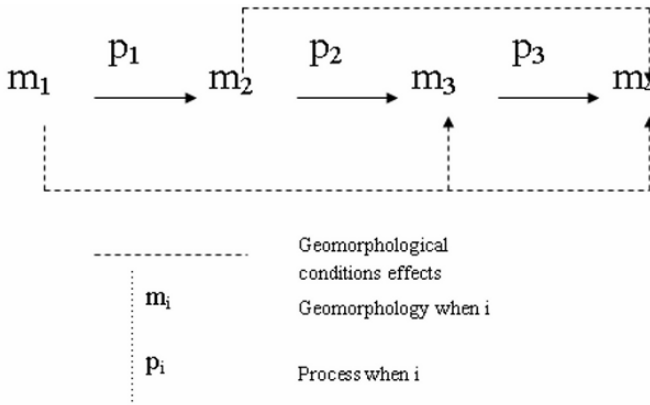 p₁ p₂ p₃
m₁ m₂ m₃ m
Geomorphological
conditions effects
mᵢ Geomorphology when i
pᵢ Process when i